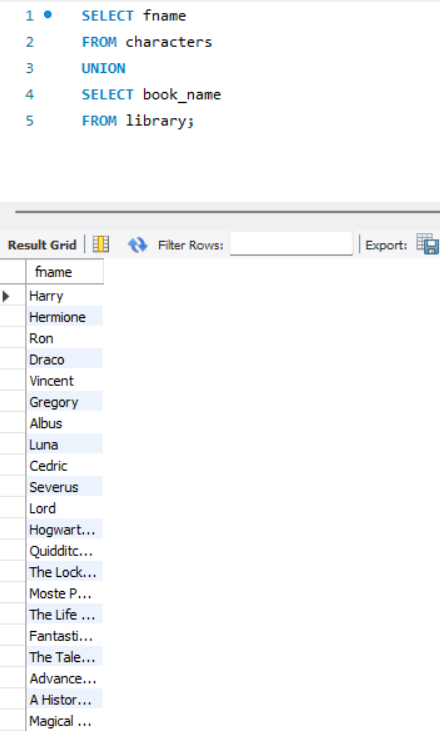 1 SELECT fname
2 FROM characters
3 UNION
4 SELECT book_name
5 FROM library;
Result Grid Filter Rows: Export:
fname
Harry
Hermione
Ron
Draco
Vincent
Gregory
Albus
Luna
Cedric
Severus
Lord
Hogwart...
Quidditc...
The Lock...
Moste P...
The Life ...
Fantasti...
The Tale...
Advance...
A Histor...
Magical ...